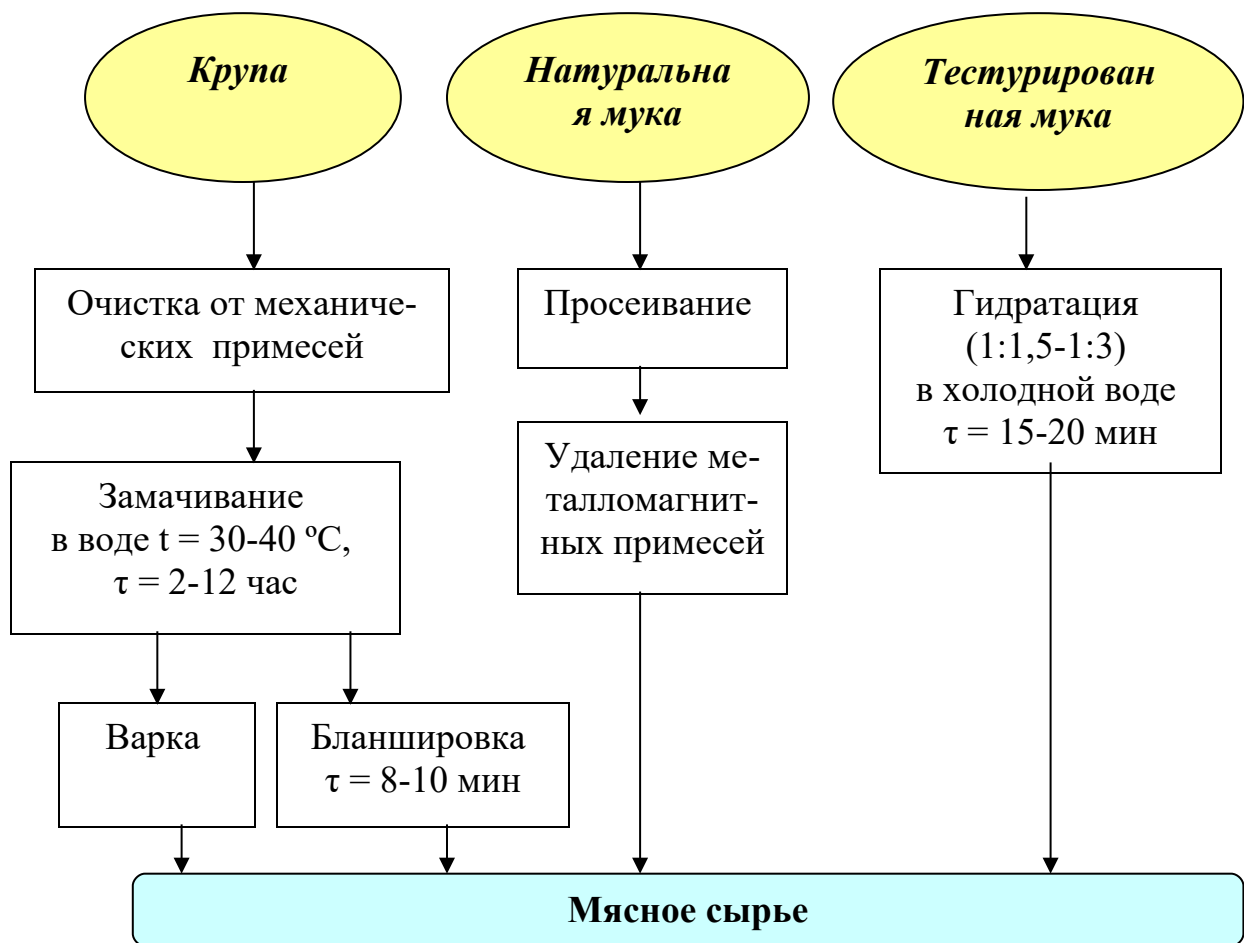 Крупа
Натуральна
я мука
Тестурирован
ная мука
Очистка от механиче-
ских примесей
Просеивание
Гидратация
(1:1,5-1:3)
в холодной воде
τ = 15-20 мин
Удаление ме-
талломагнит-
ных примесей
Замачивание
в воде t = 30-40 ºС,
τ = 2-12 час
Варка
Бланшировка
τ = 8-10 мин
Мясное сырье